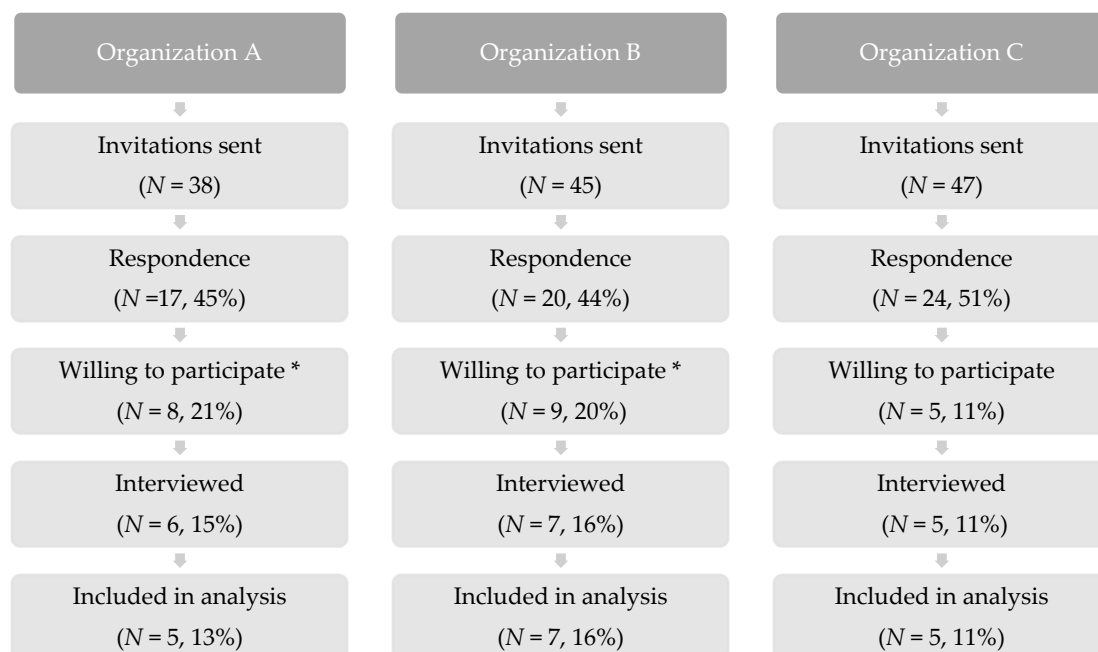 Organization A
Invitations sent
(N = 38)
Respondence
(N =17, 45%)
Willing to participate *
(N = 8, 21%)
Interviewed
(N = 6, 15%)
Included in analysis
(N = 5, 13%)
Organization B
Invitations sent
(N = 45)
Respondence
(N = 20, 44%)
Willing to participate *
(N = 9, 20%)
Interviewed
(N = 7, 16%)
Included in analysis
(N = 7, 16%)
Organization C
Invitations sent
(N = 47)
Respondence
(N = 24, 51%)
Willing to participate
(N = 5, 11%)
Interviewed
(N = 5, 11%)
Included in analysis
(N = 5, 11%)